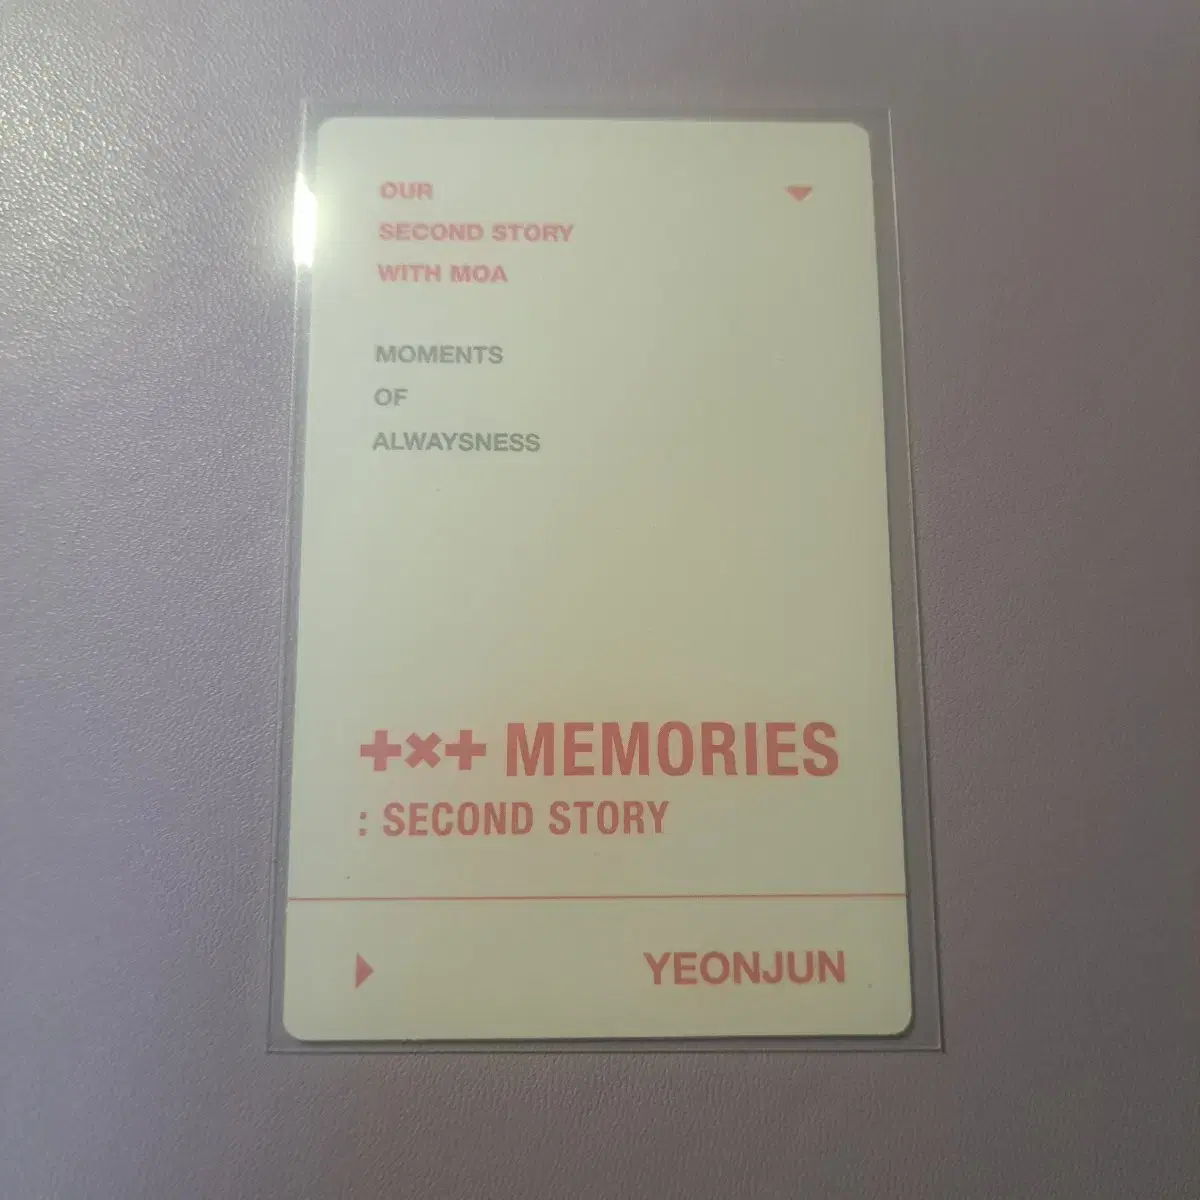 OUR
SECOND STORY
WITH MOA
MOMENTS
OF
ALWAYSNESS
+×+ MEMORIES
: SECOND STORY
YEONJUN